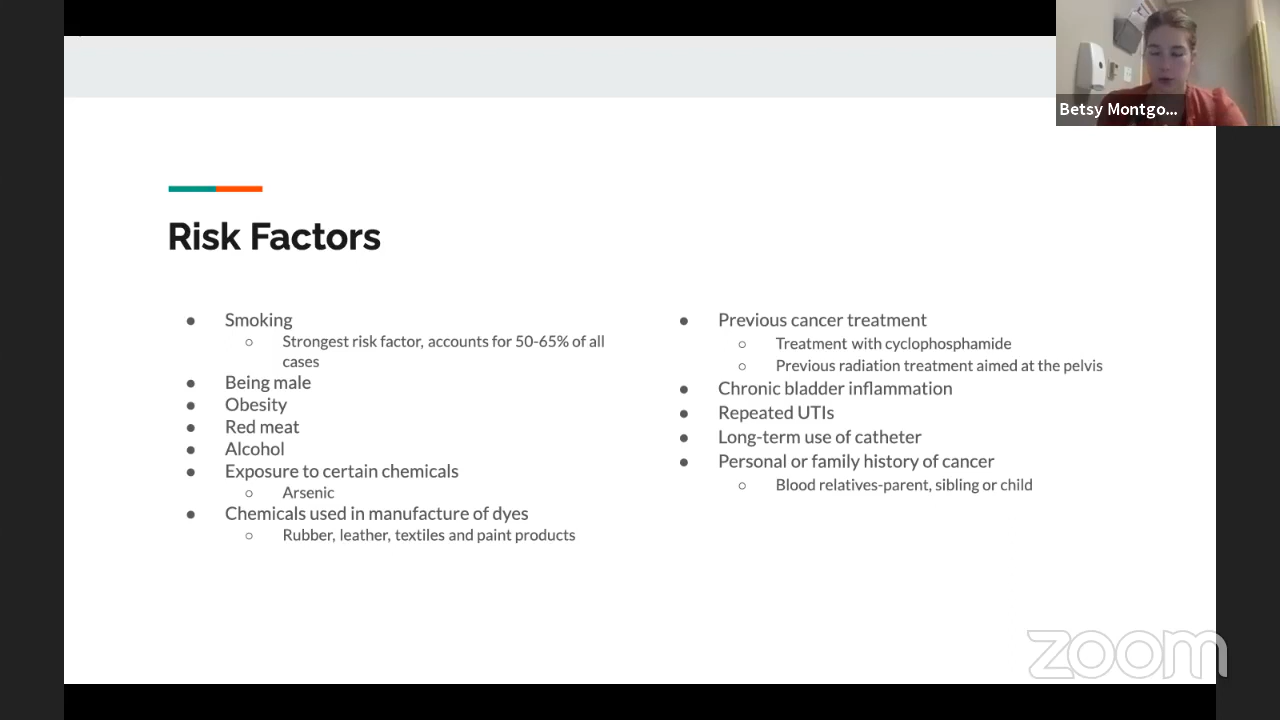 Betsy Montgo...
Risk Factors
● Smoking
○ Strongest risk factor, accounts for 50-65% of all
cases
● Being male
● Obesity
● Red meat
● Alcohol
● Exposure to certain chemicals
○ Arsenic
● Chemicals used in manufacture of dyes
○ Rubber, leather, textiles and paint products
● Previous cancer treatment
○ Treatment with cyclophosphamide
○ Previous radiation treatment aimed at the pelvis
● Chronic bladder inflammation
● Repeated UTIs
● Long-term use of catheter
● Personal or family history of cancer
○ Blood relatives-parent, sibling or child
zoom